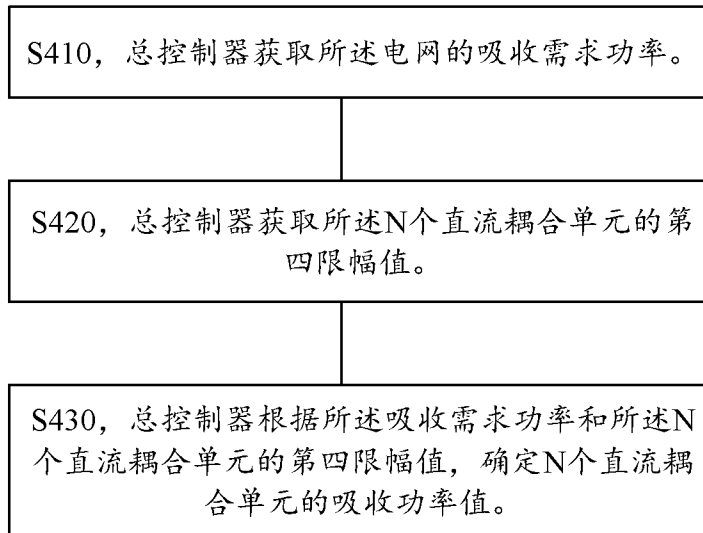 S410，总控制器获取所述电网的吸收需求功率。
S420，总控制器获取所述N个直流耦合单元的第
四限幅值。
S430，总控制器根据所述吸收需求功率和所述N
个直流耦合单元的第四限幅值，确定N个直流耦
合单元的吸收功率值。